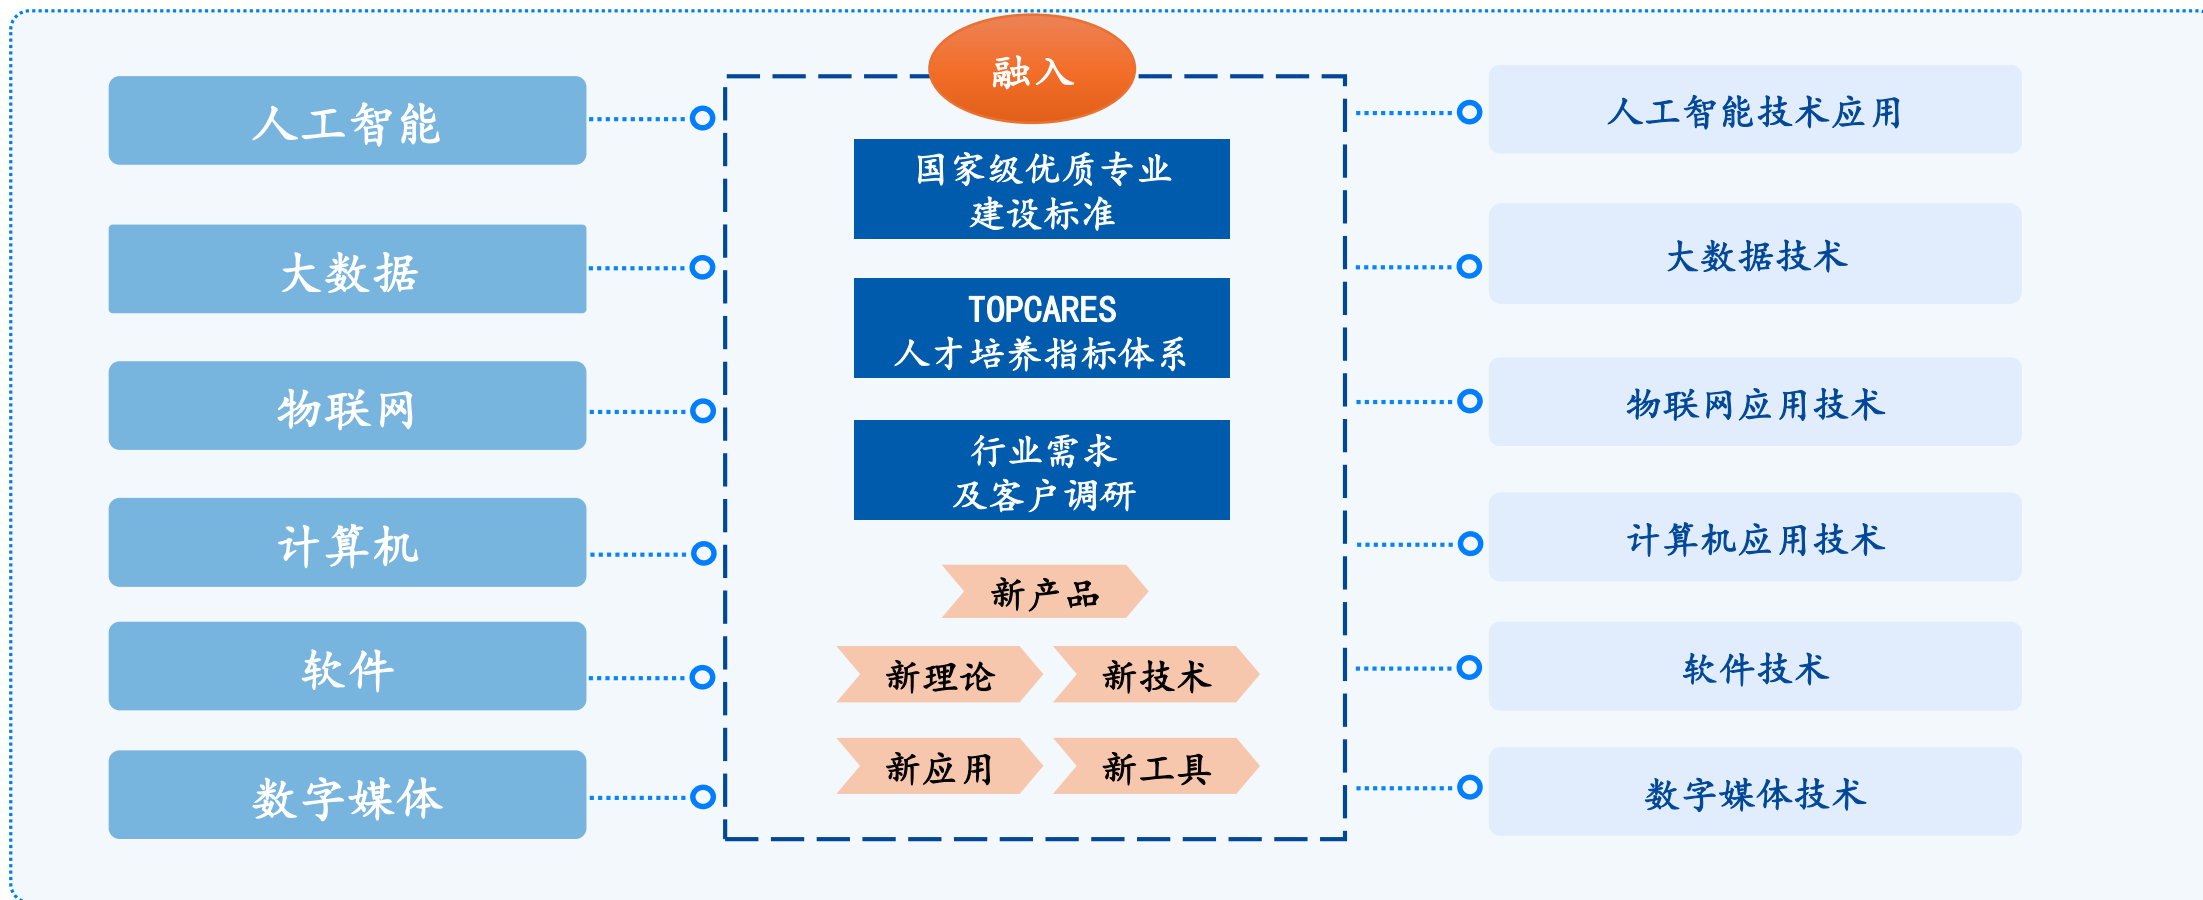 人工智能
大数据
物联网
计算机
软件
数字媒体
融入
国家级优质专业
建设标准
TOPCARES
人才培养指标体系
行业需求
及客户调研
新产品
新理论
新技术
新应用
新工具
人工智能技术应用
大数据技术
物联网应用技术
计算机应用技术
软件技术
数字媒体技术